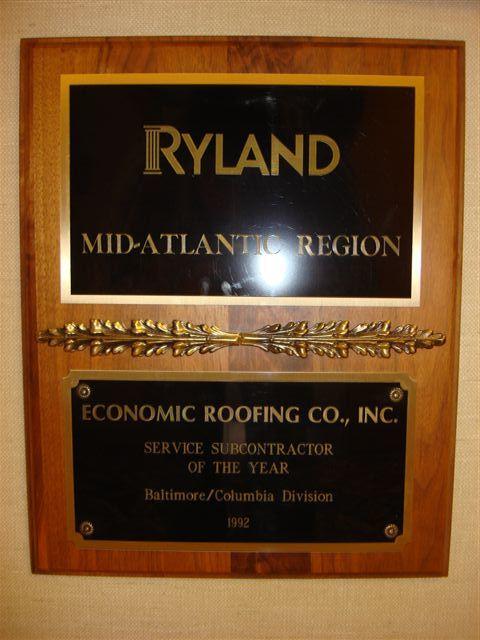 RYLAND
MID-ATLANTIC REGION
ECONOMIC ROOFING CO., INC.
SERVICE SUBCONTRACTOR
OF THE YEAR
Baltimore/Columbia Division
1992